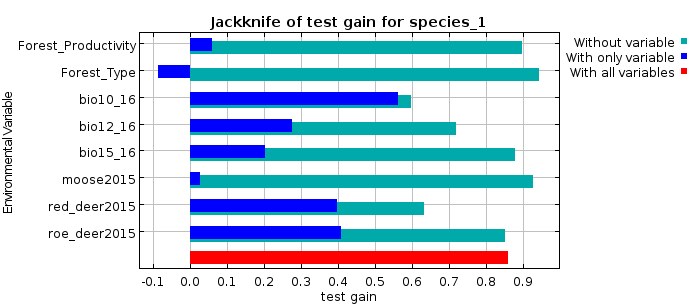 Jackknife of test gain for species_1
Environmental Variable
Forest_Productivity
Forest_Type
bio10_16
bio12_16
bio15_16
moose2015
red_deer2015
roe_deer2015
-0.1 0.0 0.1 0.2 0.3 0.4 0.5 0.6 0.7 0.8 0.9
test gain
Without variable
With only variable
With all variables